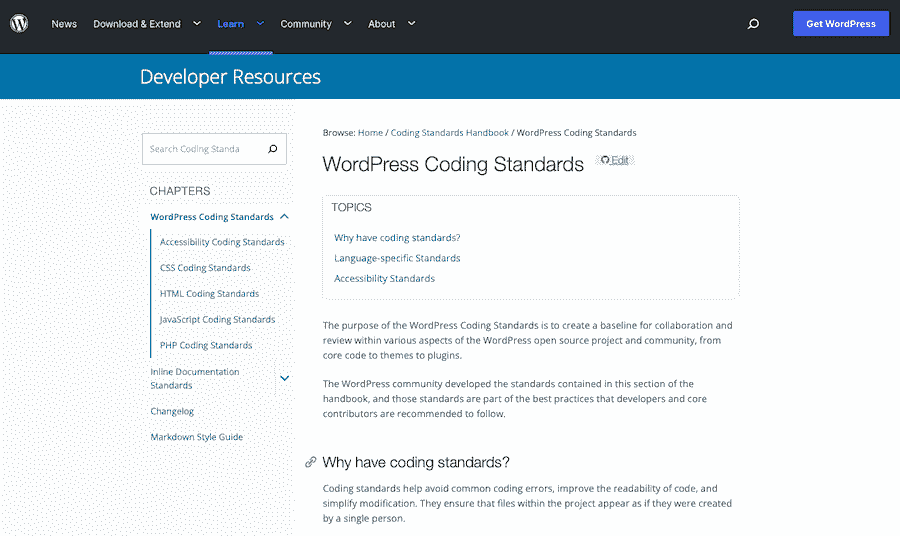 News Download & Extend Learn Community About Get WordPress
Developer Resources
Search Coding Standa
CHAPTERS
WordPress Coding Standards
Accessibility Coding Standards
CSS Coding Standards
HTML Coding Standards
JavaScript Coding Standards
PHP Coding Standards
Inline Documentation
Standards
Changelog
Markdown Style Guide
Browse: Home / Coding Standards Handbook / WordPress Coding Standards
WordPress Coding Standards Edit
TOPICS
Why have coding standards?
Language-specific Standards
Accessibility Standards
The purpose of the WordPress Coding Standards is to create a baseline for collaboration and
review within various aspects of the WordPress open source project and community, from
core code to themes to plugins.
The WordPress community developed the standards contained in this section of the
handbook, and those standards are part of the best practices that developers and core
contributors are recommended to follow.
Why have coding standards?
Coding standards help avoid common coding errors, improve the readability of code, and
simplify modification. They ensure that files within the project appear as if they were created
by a single person.